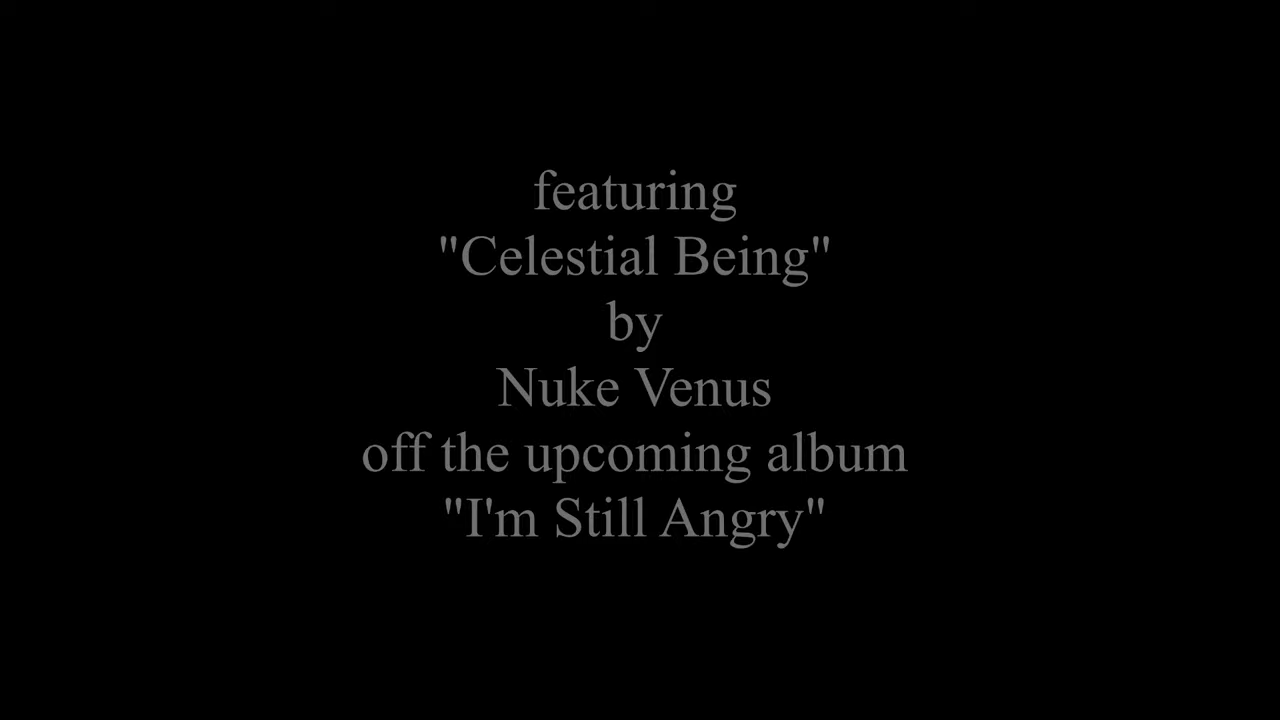 featuring
"Celestial Being"
by
Nuke Venus
off the upcoming album
"I'm Still Angry"